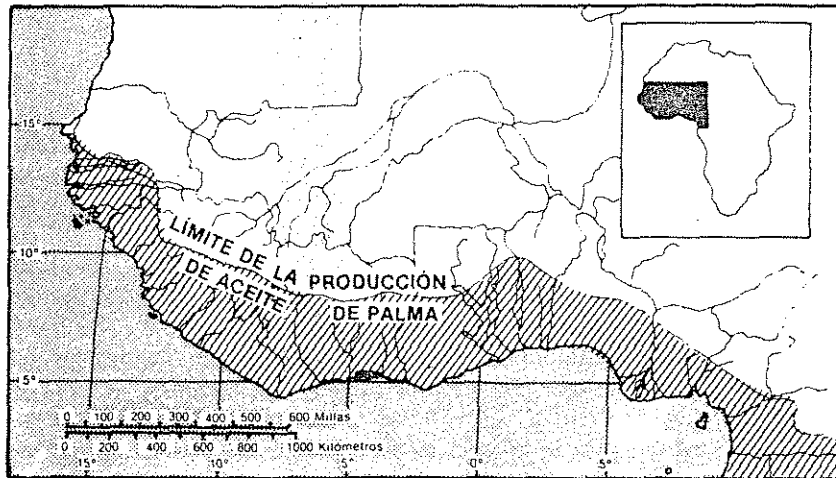 15°
LÍMITE DE LA PRODUCCIÓN
DE ACEITE DE PALMA
10°
5°
0 100 200 300 400 500 600 Millas
0 200 400 600 800 1000 Kilómetros
15° 10° 5° 0° 5°